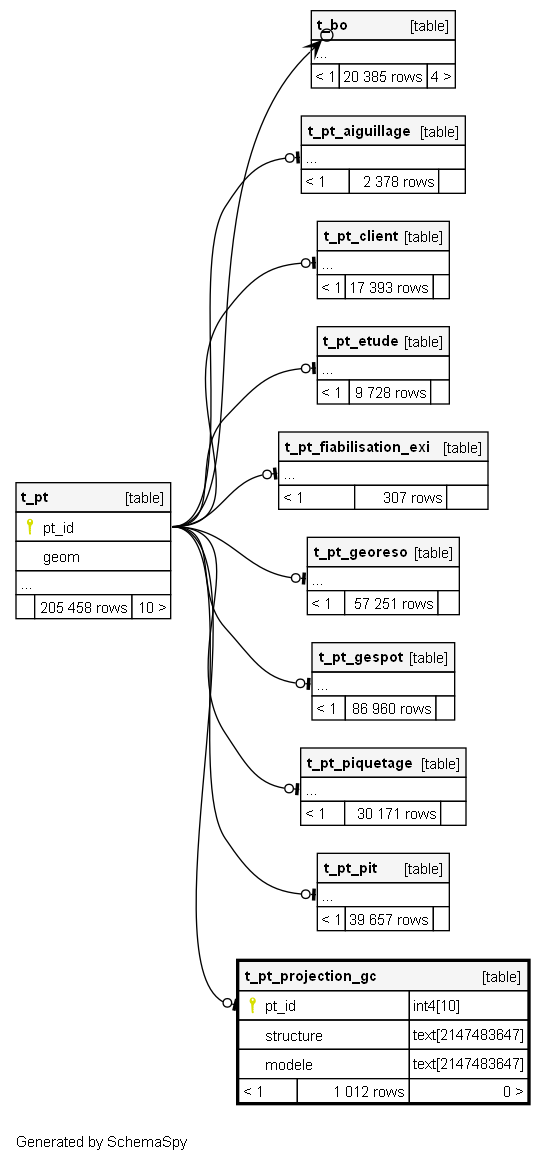 t_bo [table]
...
< 1 20 385 rows 4 >
t_pt_aiguillage [table]
...
< 1 2 378 rows
t_pt_client [table]
...
< 1 17 393 rows
t_pt_etude [table]
...
< 1 9 728 rows
t_pt_fiabilisation_exi [table]
...
< 1 307 rows
t_pt [table]
pt_id
geom
...
205 458 rows 10 >
t_pt_georeso [table]
...
< 1 57 251 rows
t_pt_gespot [table]
...
< 1 86 960 rows
t_pt_piquetage [table]
...
< 1 30 171 rows
t_pt_pit [table]
...
< 1 39 657 rows
t_pt_projection_gc [table]
pt_id int4[10]
structure text[2147483647]
modele text[2147483647]
< 1 1 012 rows 0 >
Generated by SchemaSpy